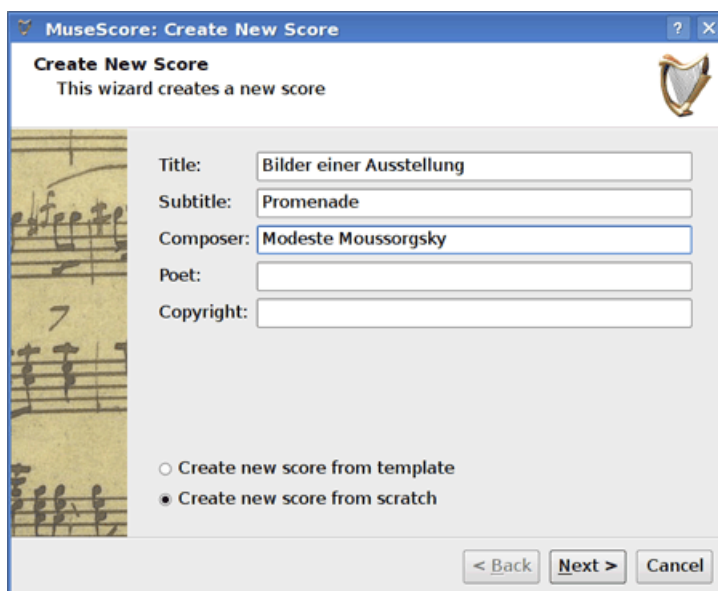 MuseScore: Create New Score ? X
Create New Score
This wizard creates a new score
Title: Bilder einer Ausstellung
Subtitle: Promenade
Composer: Modeste Moussorgsky
Poet:
Copyright:
7
Create new score from template
Create new score from scratch
< Back Next > Cancel